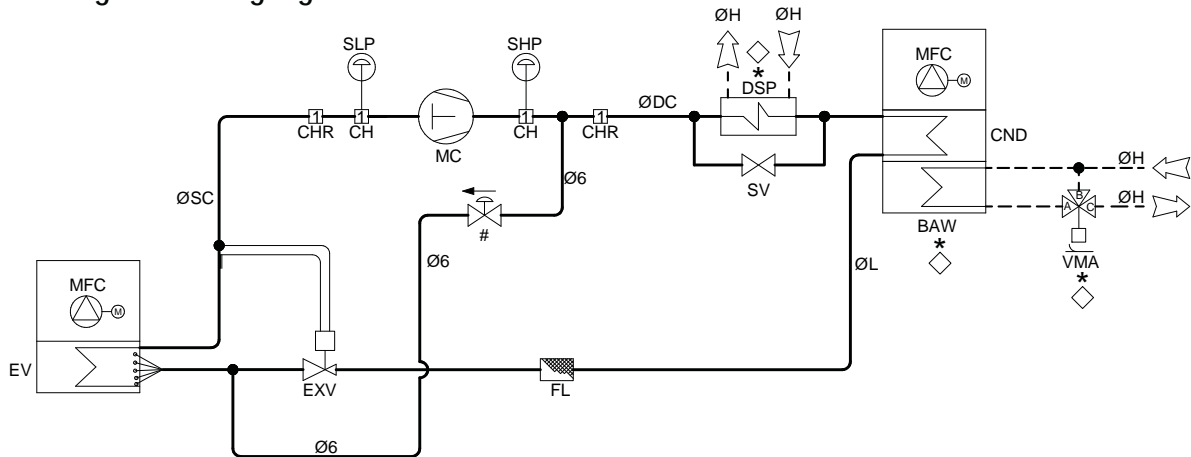 ØH ØH
SLP SHP
MFC
M
*
DSP
ØDC
1 1 1 1
CHR CH CH CHR
MC
CND
SV
ØH
Ø6
ØSC
B
A C
ØH
#
BAW
*
VMA
*
Ø6
ØL
MFC
M
EV
EXV
FL
Ø6